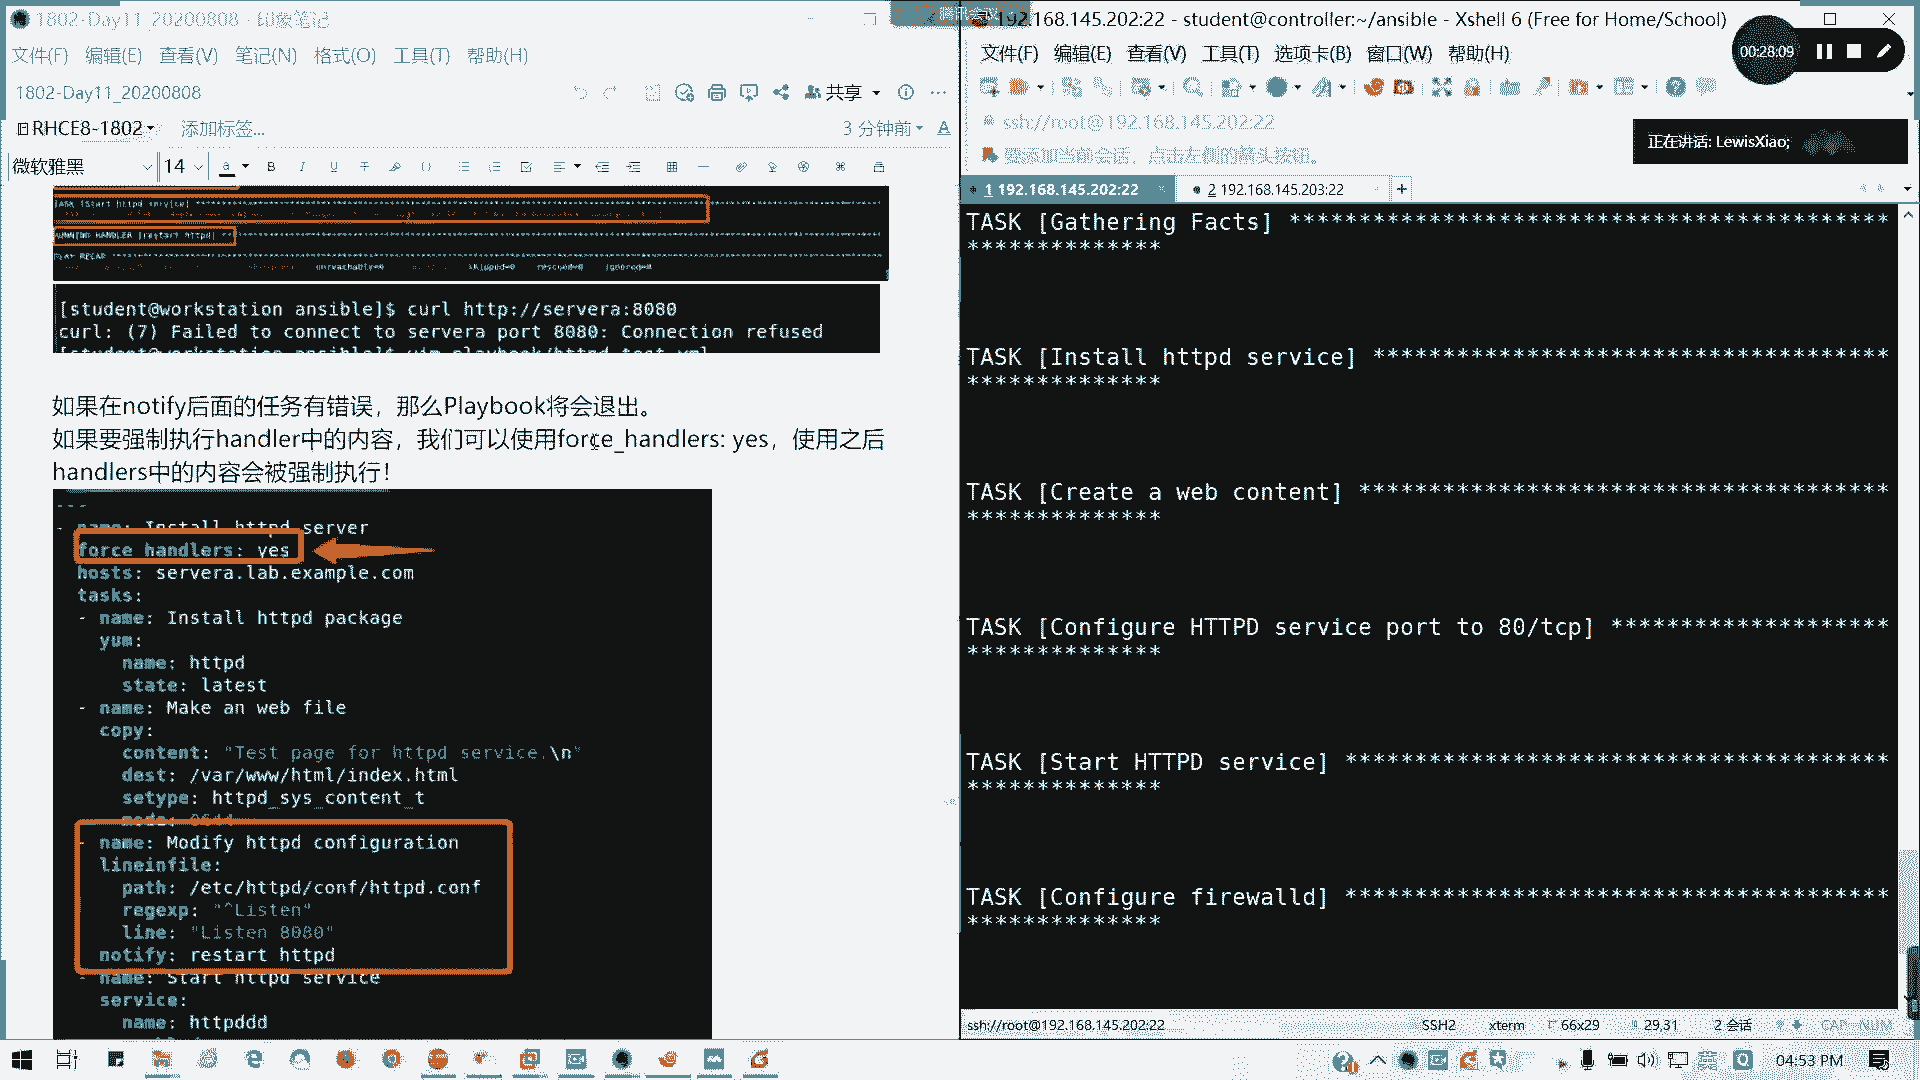 1802-Day11_20200808 - 印象笔记
文件(F) 编辑(E) 查看(V) 笔记(N) 格式(O) 工具(T) 帮助(H)
1802-Day11_20200808
共享
RHCE8-1802
添加标签...
3 分钟前
微软雅黑
14
TASK [Start httpd service]
RUNNING HANDLER [restart httpd]
PLAY RECAP
[student@workstation ansible]$ curl http://servera:8080
curl: (7) Failed to connect to servera port 8080: Connection refused
如果在notify后面的任务有错误，那么Playbook将会退出。
如果要强制执行handler中的内容，我们可以使用force_handlers: yes，使用之后
handlers中的内容会被强制执行！
---
- name: Install httpd server
force_handlers: yes
hosts: servera.lab.example.com
tasks:
- name: Install httpd package
yum:
name: httpd
state: latest
- name: Make an web file
copy:
content: "Test page for httpd service.\n"
dest: /var/www/html/index.html
setype: httpd_sys_content_t
mode: 0644
- name: Modify httpd configuration
lineinfile:
path: /etc/httpd/conf/httpd.conf
regexp: "^Listen"
line: "Listen 8080"
notify: restart httpd
- name: Start httpd service
service:
name: httpddd
腾讯会议
192.168.145.202:22 - student@controller:~/ansible - Xshell 6 (Free for Home/School)
文件(F) 编辑(E) 查看(V) 工具(T) 选项卡(B) 窗口(W) 帮助(H)
00:28:09
ssh://root@192.168.145.202:22
正在讲话: LewisXiao;
要添加当前会话，点击左侧的箭头按钮。
1 192.168.145.202:22
2 192.168.145.203:22
TASK [Gathering Facts] *******************************************
**************
TASK [Install httpd service] *************************************
**************
TASK [Create a web content] **************************************
**************
TASK [Configure HTTPD service port to 80/tcp] ********************
**************
TASK [Start HTTPD service] ***************************************
**************
TASK [Configure firewalld] ***************************************
**************
ssh://root@192.168.145.202:22
SSH2
xterm
66x29
29,31
2 会话
CAP NUM
04:53 PM